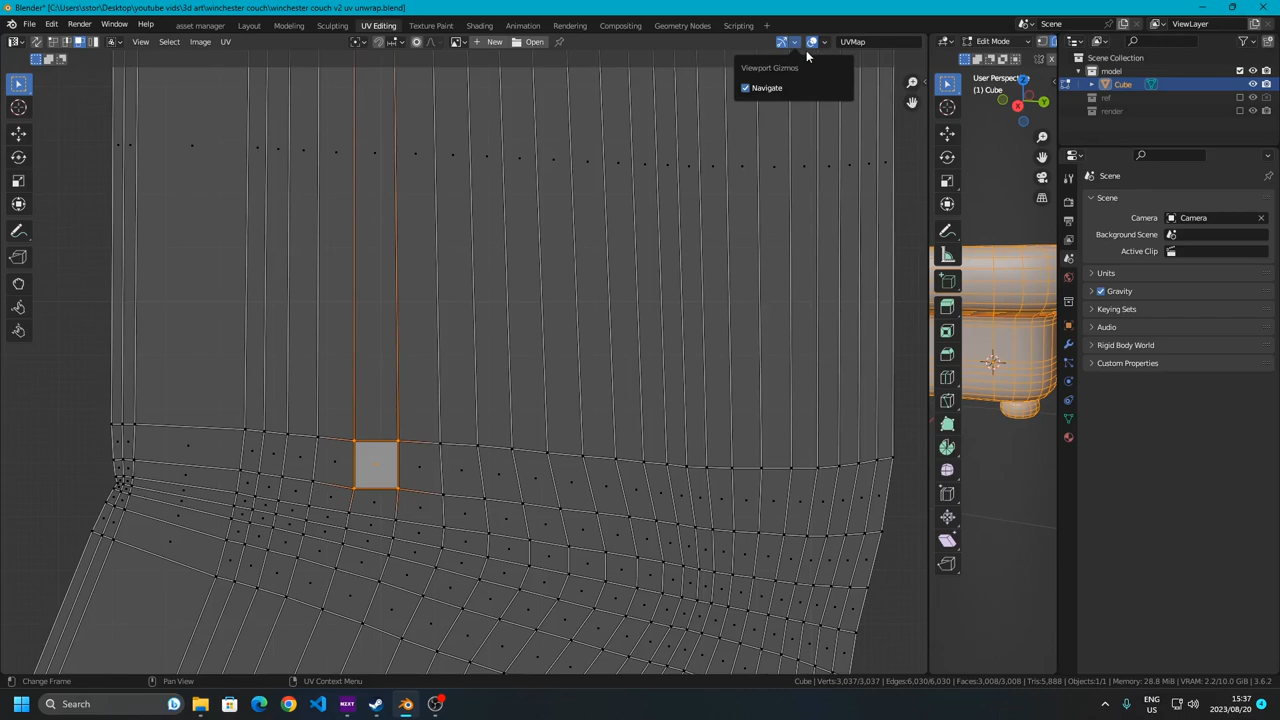 Blender* [C:\Users\sstor\Desktop\youtube vids\3d art\winchester couch\winchester couch v2 uv unwrap.blend]
File Edit Render Window Help asset manager Layout Modeling Sculpting UV Editing Texture Paint Shading Animation Rendering Compositing Geometry Nodes Scripting +
Scene ViewLayer
View Select Image UV New Open UVMap Edit Mode
Scene Collection
model
Cube
ref
render
Viewport Gizmos
Navigate
User Perspective
(1) Cube
Z
Y
X
Scene
Scene
Camera Camera
Background Scene
Active Clip
Units
Gravity
Keying Sets
Audio
Rigid Body World
Custom Properties
Change Frame Pan View UV Context Menu Cube | Verts:3,037/3,037 | Edges:6,030/6,030 | Faces:3,008/3,008 | Tris:5,888 | Objects:1/1 | Memory: 28.8 MiB | VRAM: 2.2/10.0 GiB | 3.6.2
Search NZXT ENG US 15:37 2023/08/20